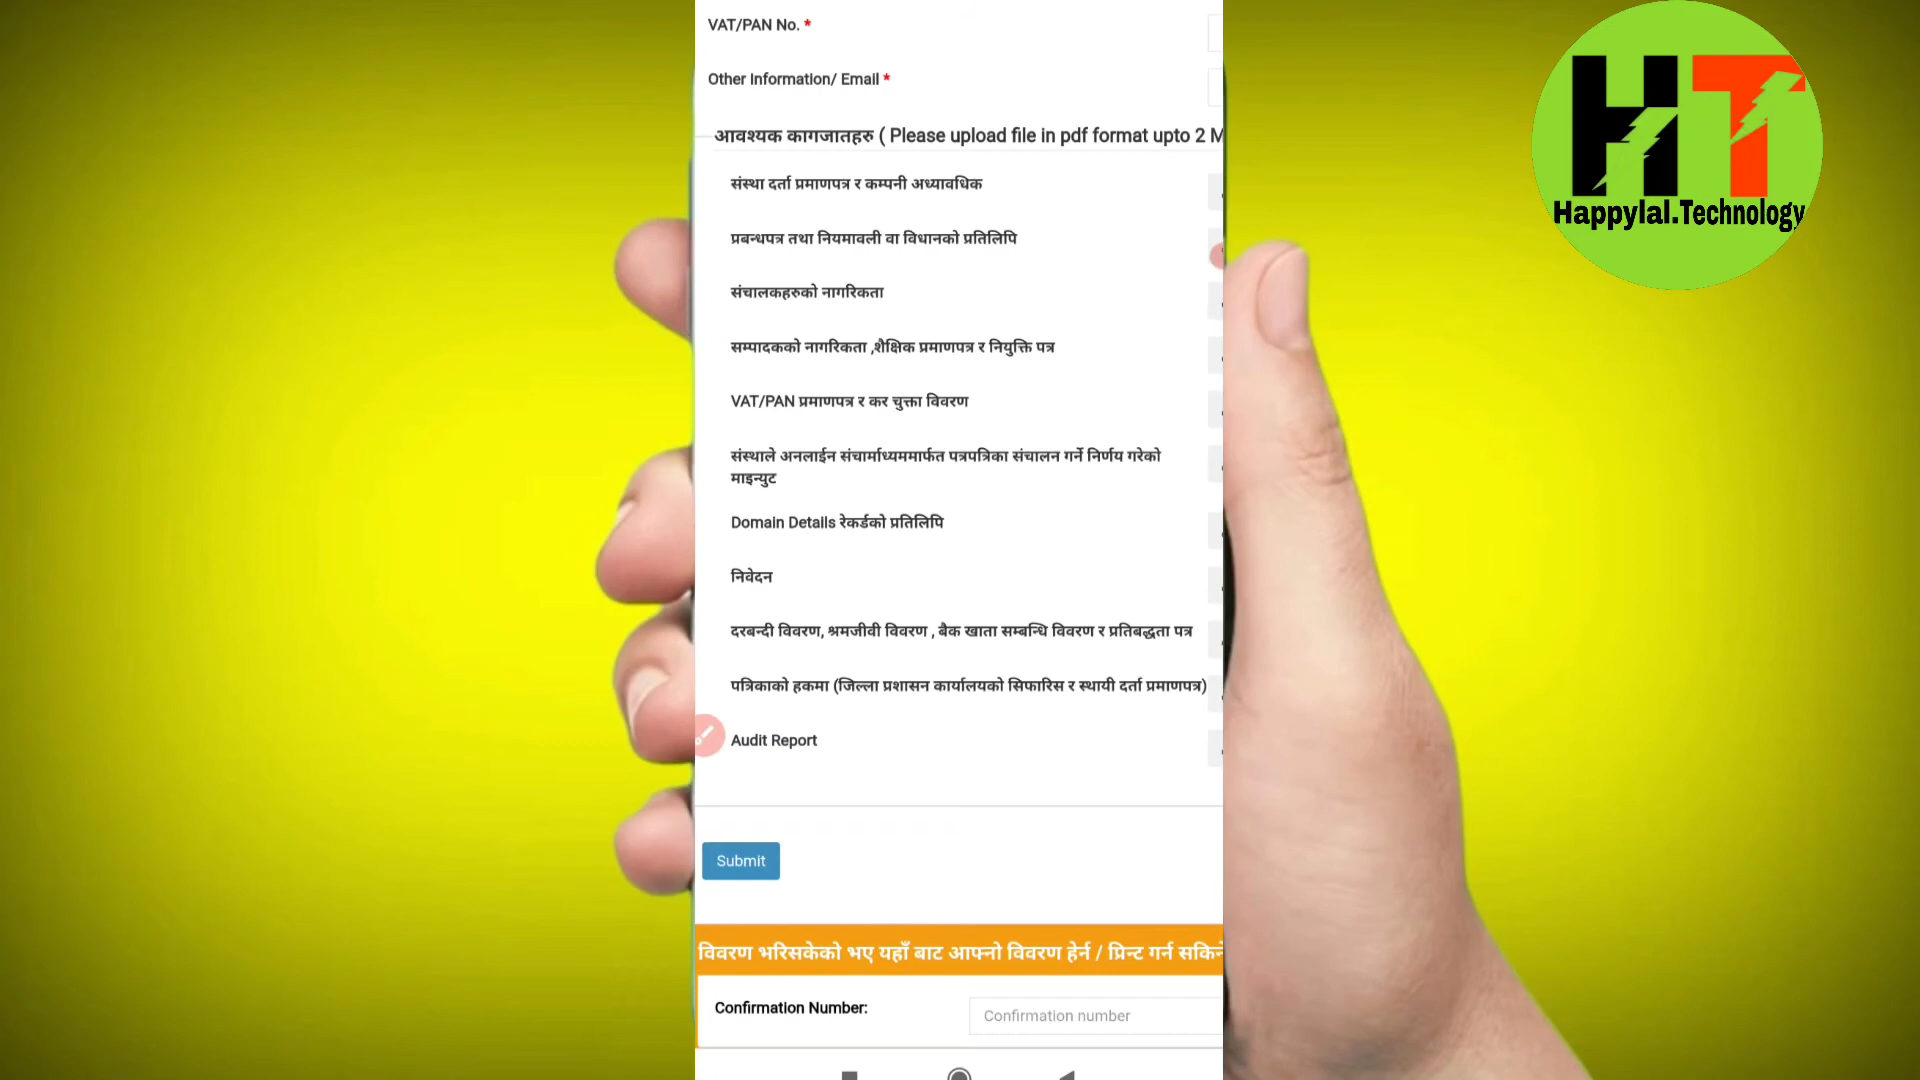 VAT/PAN No. *
Other Information/ Email *
आवश्यक कागजातहरु ( Please upload file in pdf format upto 2 M
संस्था दर्ता प्रमाणपत्र र कम्पनी अध्यावधिक
प्रबन्धपत्र तथा नियमावली वा विधानको प्रतिलिपि
संचालकहरुको नागरिकता
सम्पादकको नागरिकता ,शैक्षिक प्रमाणपत्र र नियुक्ति पत्र
VAT/PAN प्रमाणपत्र र कर चुक्ता विवरण
संस्थाले अनलाईन संचार्माध्यममार्फत पत्रपत्रिका संचालन गर्ने निर्णय गरेको
माइन्युट
Domain Details रेकर्डको प्रतिलिपि
निवेदन
दरबन्दी विवरण, श्रमजीवी विवरण , बैक खाता सम्बन्धि विवरण र प्रतिबद्धता पत्र
पत्रिकाको हकमा (जिल्ला प्रशासन कार्यालयको सिफारिस र स्थायी दर्ता प्रमाणपत्र)
Audit Report
Submit
विवरण भरिसकेको भए यहाँ बाट आफ्नो विवरण हेर्न / प्रिन्ट गर्न सकिने
Confirmation Number:
Confirmation number
HT
Happylal.Technology